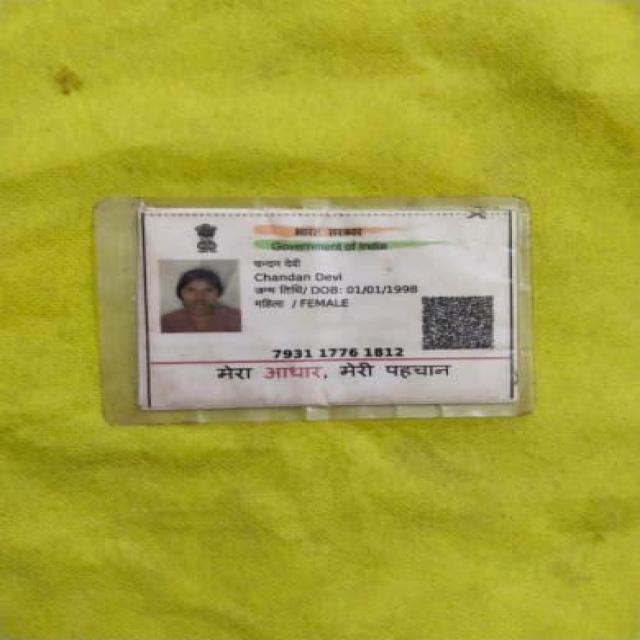 भारत सरकार
Government of India
चन्दन देवी
Chandan Devi
जन्म तिथि/ DOB: 01/01/1998
महिला / FEMALE
7931 1776 1812
मेरा आधार, मेरी पहचान